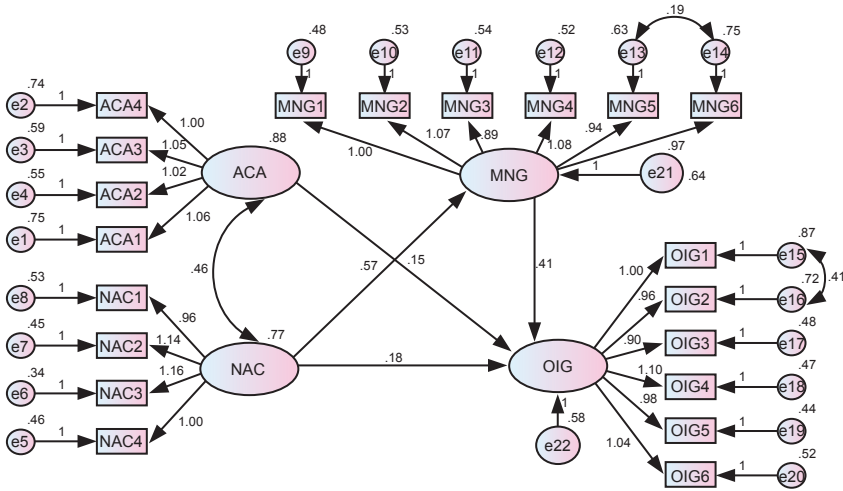 .48
.53
.54
.52
.63
.19
.75
e9
e10
e11
e12
e13
e14
1
1
1
1
1
1
MNG1
MNG2
MNG3
MNG4
MNG5
MNG6
1.00
1.07
.89
1.08
.94
.97
MNG
1
e21
.64
.74
e2
1
ACA4
1.00
.59
e3
1
ACA3
1.05
.55
e4
1
ACA2
1.02
.75
e1
1
ACA1
1.06
.88
ACA
.46
.57
.15
.41
.53
e8
1
NAC1
.96
.45
e7
1
NAC2
1.14
.34
e6
1
NAC3
1.16
.46
e5
1
NAC4
1.00
.77
NAC
.18
OIG
1
.58
e22
1.00
OIG1
1
.87
e15
.96
OIG2
1
.72
e16
.41
.90
OIG3
1
.48
e17
1.10
OIG4
1
.47
e18
.98
OIG5
1
.44
e19
1.04
OIG6
1
.52
e20